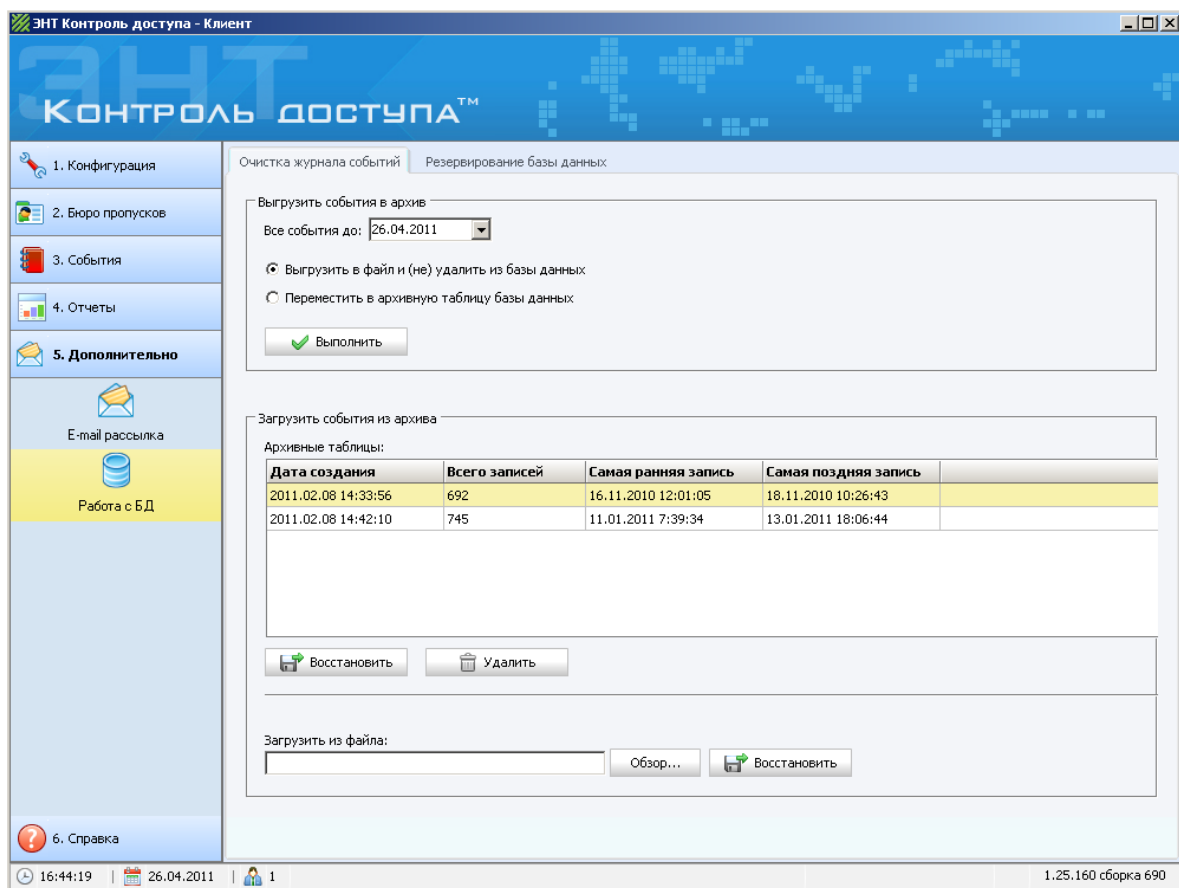 ЭНТ Контроль доступа - Клиент
ЭНТ
Контроль доступа™
1. Конфигурация
2. Бюро пропусков
3. События
4. Отчеты
5. Дополнительно
E-mail рассылка
Работа с БД
6. Справка
Очистка журнала событий Резервирование базы данных
Выгрузить события в архив
Все события до: 26.04.2011
Выгрузить в файл и (не) удалить из базы данных
Переместить в архивную таблицу базы данных
Выполнить
Загрузить события из архива
Архивные таблицы:
Дата создания Всего записей Самая ранняя запись Самая поздняя запись
2011.02.08 14:33:56 692 16.11.2010 12:01:05 18.11.2010 10:26:43
2011.02.08 14:42:10 745 11.01.2011 7:39:34 13.01.2011 18:06:44
Восстановить Удалить
Загрузить из файла:
Обзор... Восстановить
16:44:19 26.04.2011 1 1.25.160 сборка 690